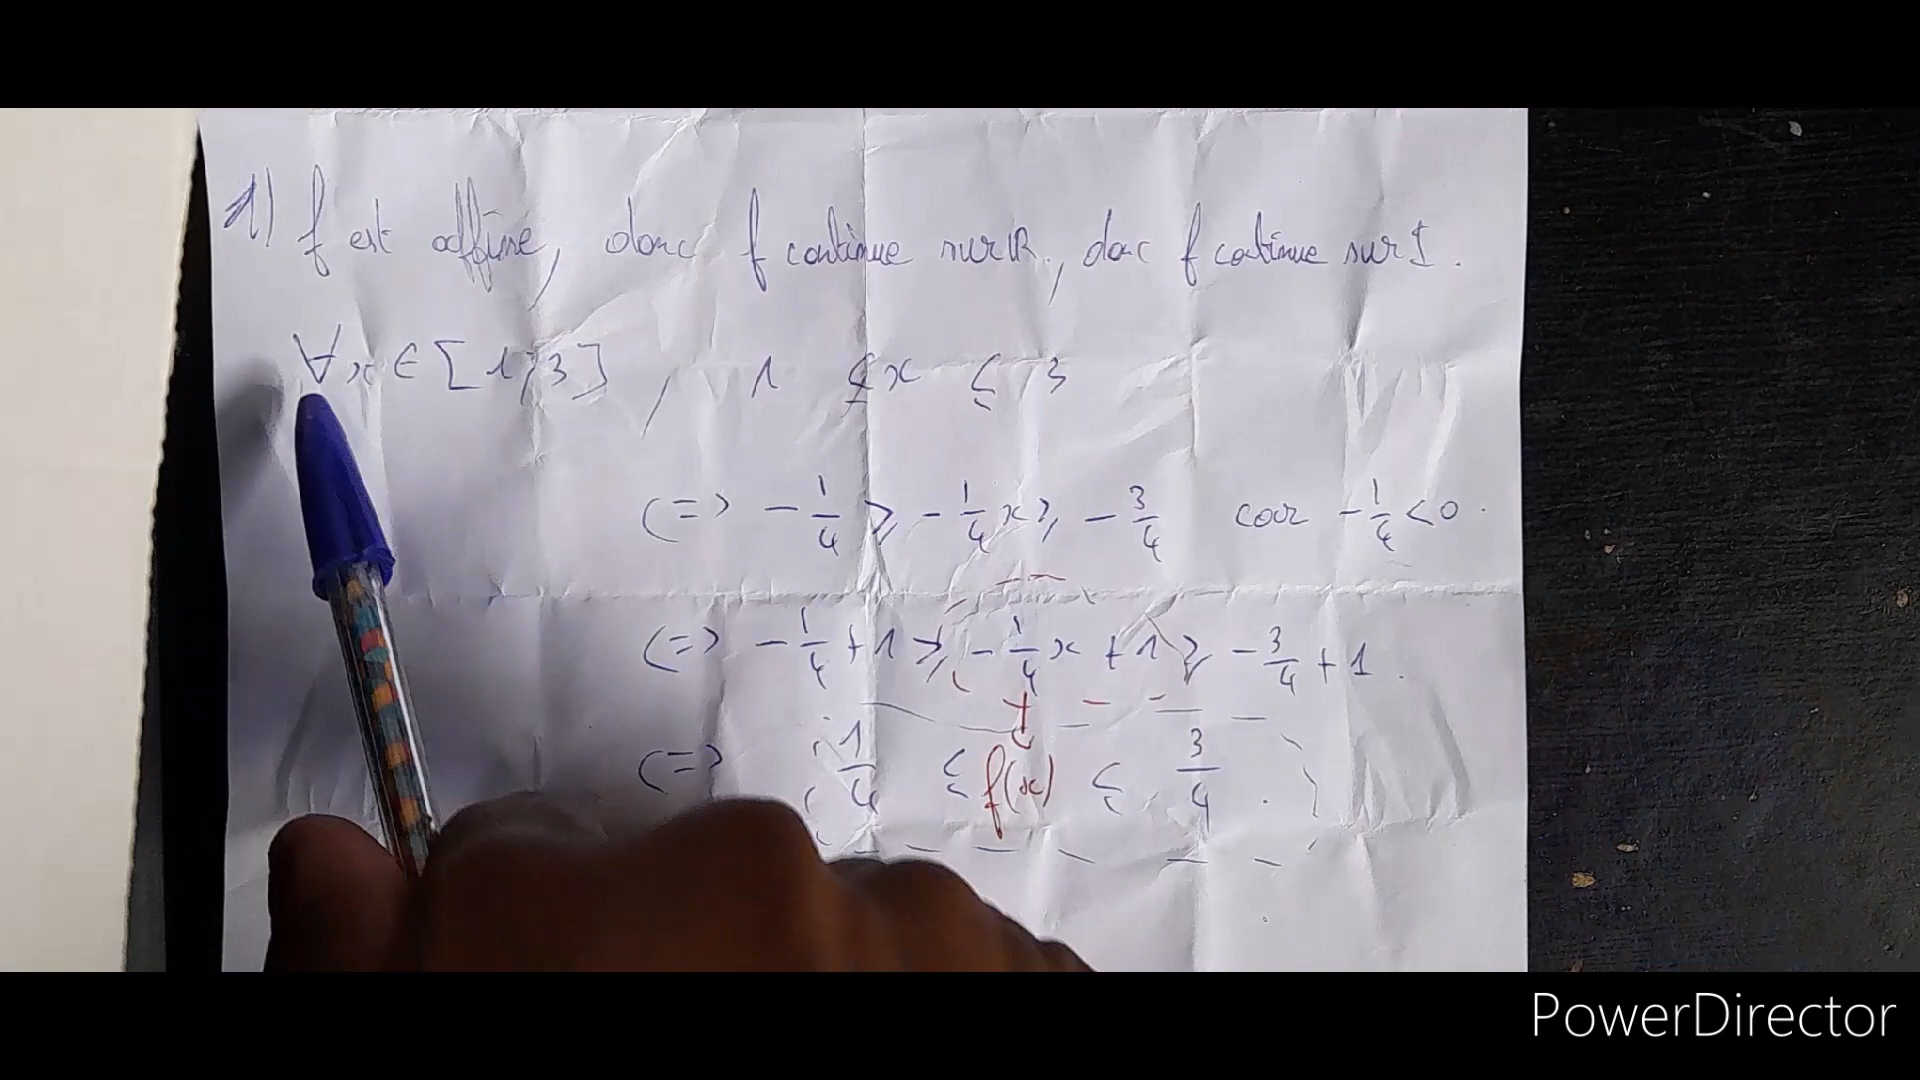 1) f est affine, donc f continue sur ℝ, donc f continue sur I.
∀x ∈ [1;3], 1 ≤ x ≤ 3
(=> -1/4 ≥ -1/4x ≥ -3/4 car -1/4 < 0.
(=> -1/4 + 1 ≥ -1/4x + 1 ≥ -3/4 + 1.
(=> 1/4 ≤ f(x) ≤ 3/4.
PowerDirector